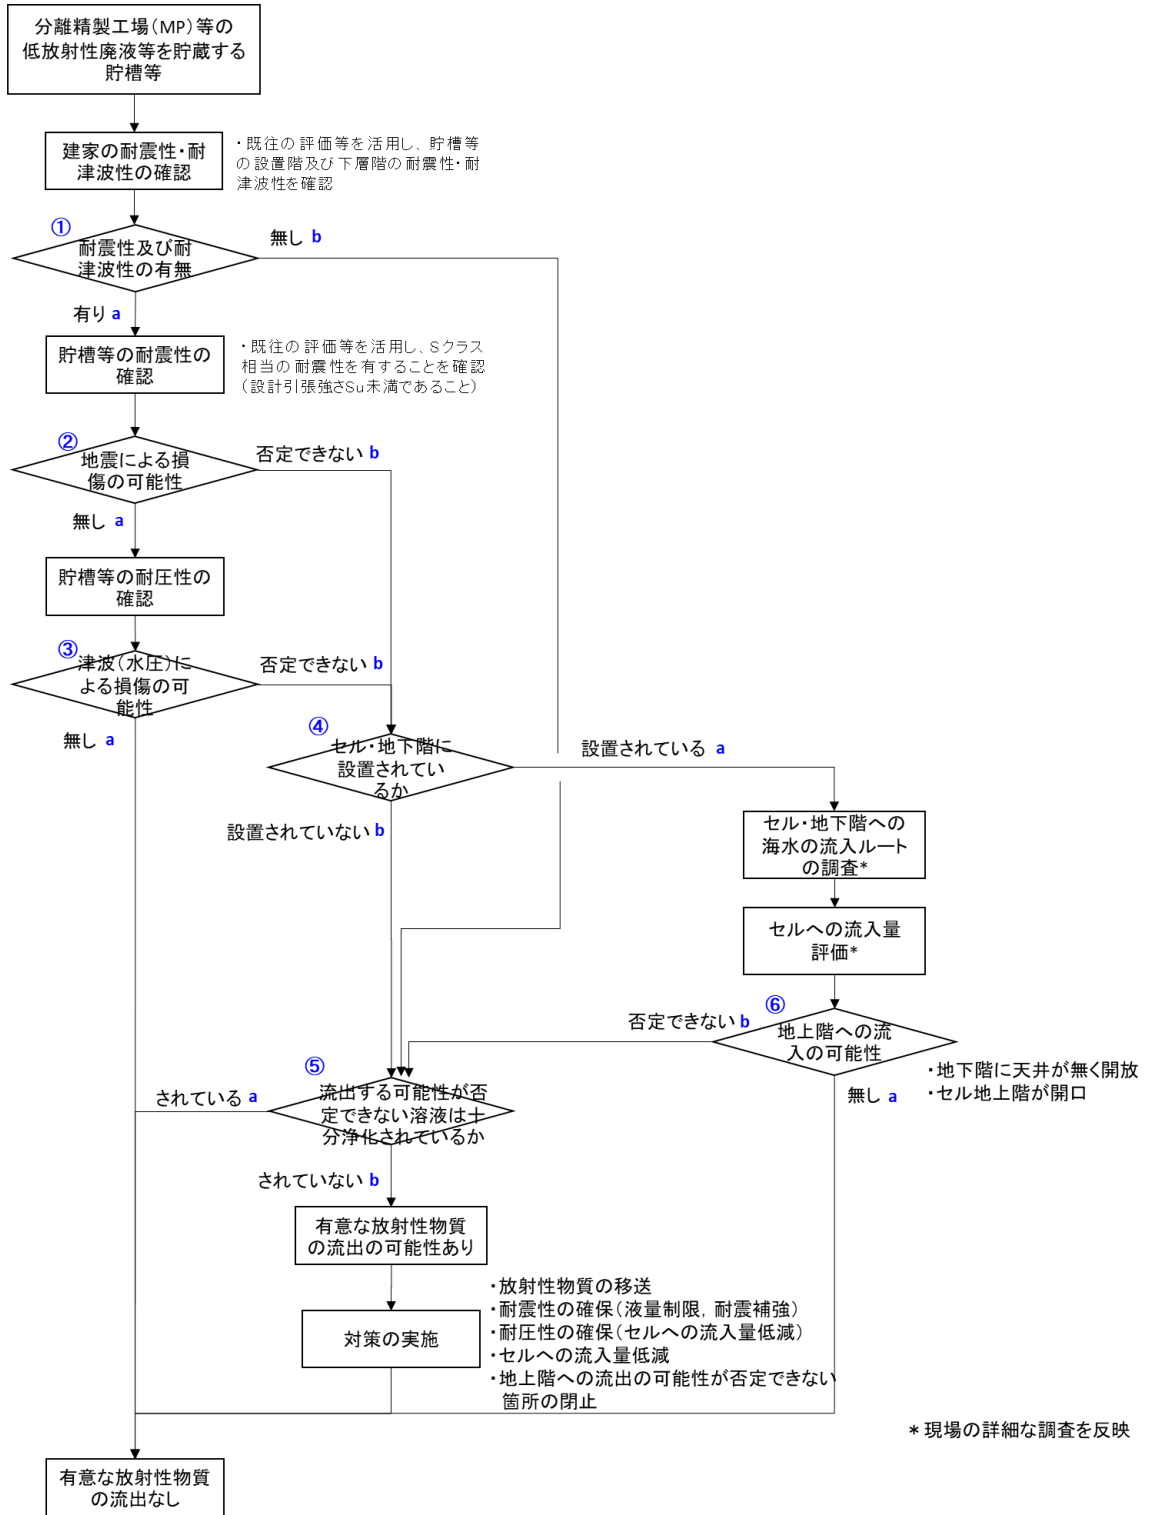 分離精製工場（MP）等の
低放射性廃液等を貯蔵する
貯槽等
建家の耐震性・耐
津波性の確認
・既往の評価等を活用し、貯槽等
の設置階及び下層階の耐震性・耐
津波性を確認
①
耐震性及び耐
津波性の有無
無し b
有り a
貯槽等の耐震性の
確認
・既往の評価等を活用し、Sクラス
相当の耐震性を有することを確認
（設計引張強さSu未満であること）
②
地震による損
傷の可能性
否定できない b
無し a
貯槽等の耐圧性の
確認
③
津波（水圧）に
よる損傷の可
能性
否定できない b
無し a
④
セル・地下階に
設置されてい
るか
設置されている a
設置されていない b
セル・地下階への
海水の流入ルート
の調査*
セルへの流入量
評価*
⑥
地上階への流
入の可能性
否定できない b
・地下階に天井が無く開放
・セル地上階が開口
無し a
⑤
流出する可能性が否
定できない溶液は十
分浄化されているか
されている a
されていない b
有意な放射性物質
の流出の可能性あり
対策の実施
・放射性物質の移送
・耐震性の確保（液量制限，耐震補強）
・耐圧性の確保（セルへの流入量低減）
・セルへの流入量低減
・地上階への流出の可能性が否定できない
箇所の閉止
＊現場の詳細な調査を反映
有意な放射性物質
の流出なし